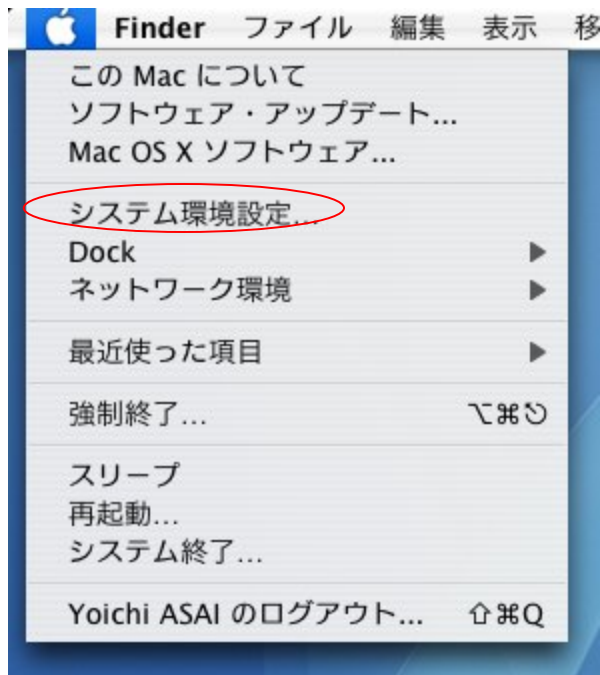 Finder ファイル 編集 表示 移
この Mac について
ソフトウェア・アップデート...
Mac OS X ソフトウェア...
システム環境設定...
Dock
ネットワーク環境
最近使った項目
強制終了... ⌥⌘⎋
スリープ
再起動...
システム終了...
Yoichi ASAI のログアウト... ⇧⌘Q